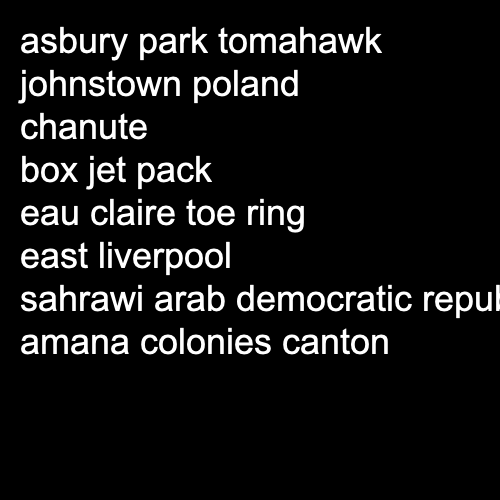 asbury park tomahawk
johnstown poland
chanute
box jet pack
eau claire toe ring
east liverpool
sahrawi arab democratic
amana colonies canton